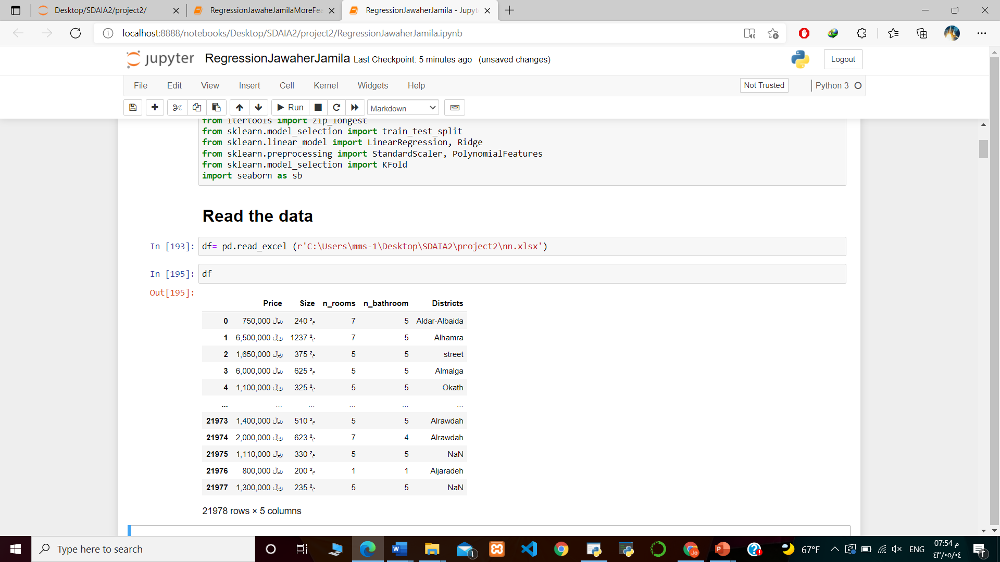 Desktop/SDAIA2/project2/
RegressionJawaheJamilaMoreFea
RegressionJawaherJamila - Jupyt
localhost:8888/notebooks/Desktop/SDAIA2/project2/RegressionJawaherJamila.ipynb
jupyter RegressionJawaherJamila Last Checkpoint: 5 minutes ago (unsaved changes)
Logout
File Edit View Insert Cell Kernel Widgets Help
Not Trusted
Python 3
Run
Markdown
from itertools import zip_longest
from sklearn.model_selection import train_test_split
from sklearn.linear_model import LinearRegression, Ridge
from sklearn.preprocessing import StandardScaler, PolynomialFeatures
from sklearn.model_selection import KFold
import seaborn as sb
Read the data
In [193]: df= pd.read_excel (r'C:\Users\mms-1\Desktop\SDAIA2\project2\nn.xlsx')
In [195]: df
Out[195]:
Price Size n_rooms n_bathroom Districts
0 750,000 ريال 240 م² 7 5 Aldar-Albaida
1 6,500,000 ريال 1237 م² 7 5 Alhamra
2 1,650,000 ريال 375 م² 5 5 street
3 6,000,000 ريال 625 م² 5 5 Almalga
4 1,100,000 ريال 325 م² 5 5 Okath
... ... ... ... ... ...
21973 1,400,000 ريال 510 م² 5 5 Alrawdah
21974 2,000,000 ريال 623 م² 7 4 Alrawdah
21975 1,110,000 ريال 330 م² 5 5 NaN
21976 800,000 ريال 200 م² 1 1 Aljaradeh
21977 1,300,000 ريال 235 م² 5 5 NaN
21978 rows × 5 columns
Type here to search
67°F
ENG
07:54 م
٤٣/٠٥/٠٤